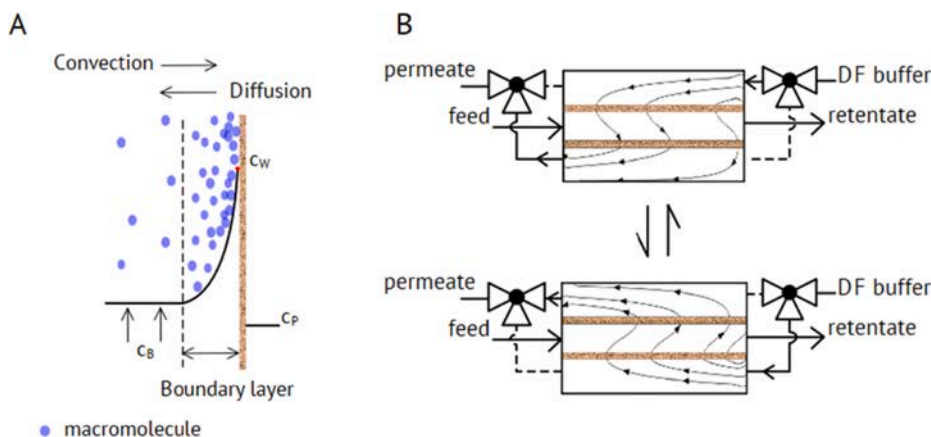 A
Convection
Diffusion
cW
cB
cP
Boundary layer
macromolecule
B
permeate
DF buffer
feed
retentate
permeate
DF buffer
feed
retentate